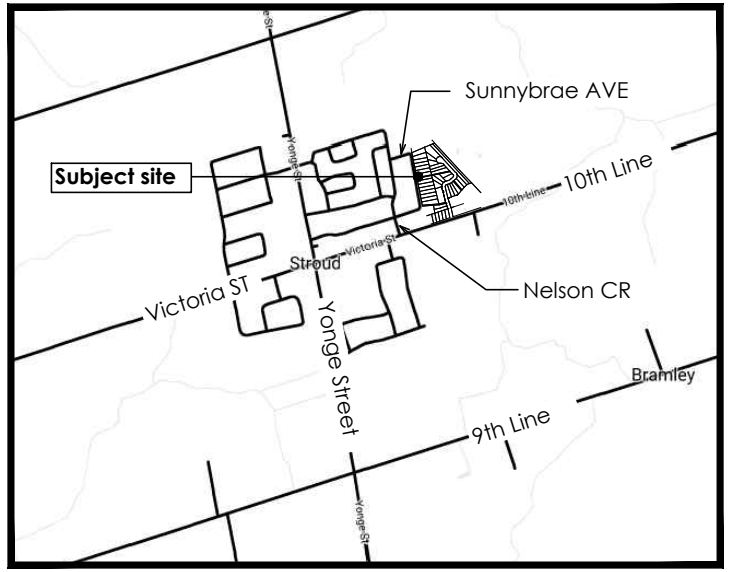 e-St
Sunnybrae AVE
Yonge-St
Subject site
10th Line
10th-Line
Victoria-St
Stroud
Victoria ST
Nelson CR
Yonge Street
Bramley
9th Line
Yonge-St